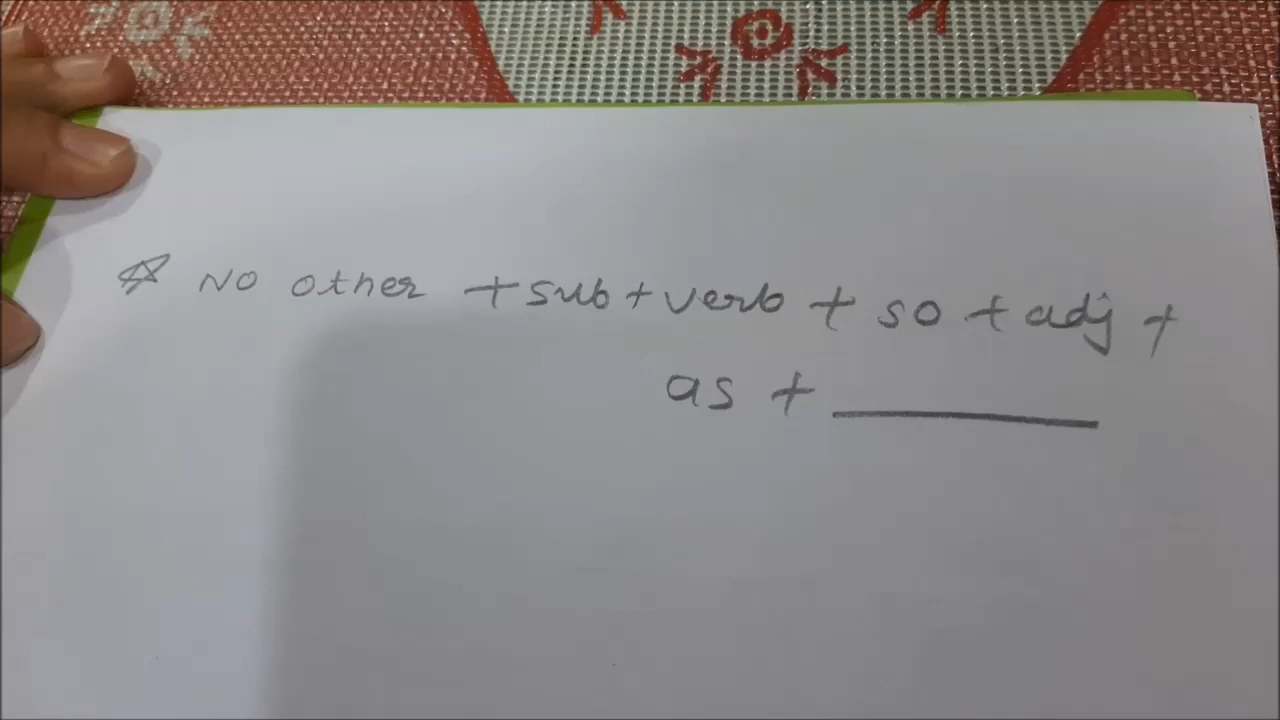 ☆ No other + sub + verb + so + adj +
as + ________